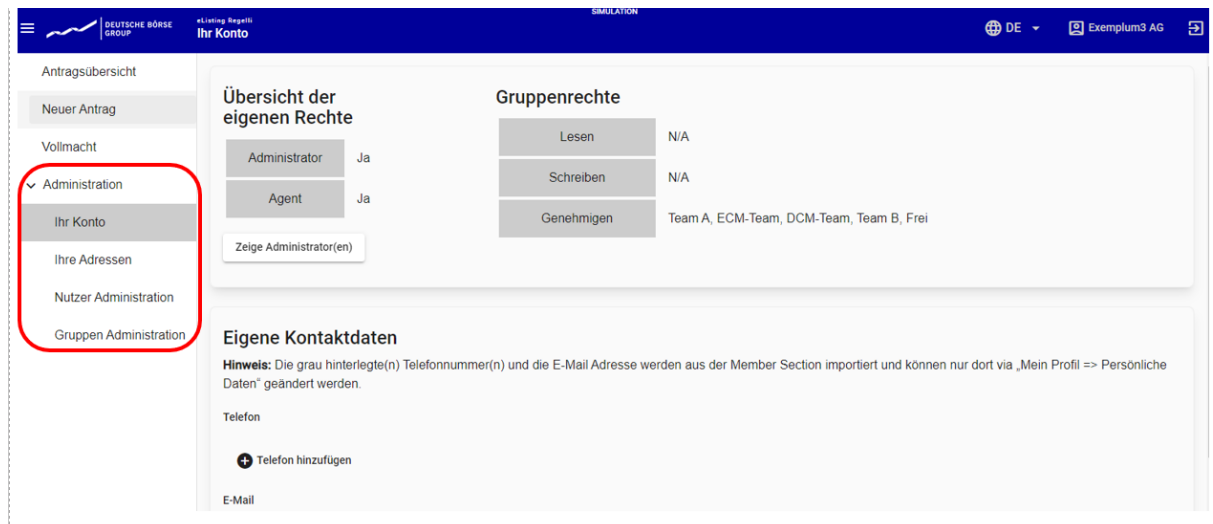 SIMULATION
DEUTSCHE BÖRSE
GROUP
eListing Regelli
Ihr Konto
DE
Exemplum3 AG
Antragsübersicht
Neuer Antrag
Vollmacht
Administration
Ihr Konto
Ihre Adressen
Nutzer Administration
Gruppen Administration
Übersicht der
eigenen Rechte
Administrator Ja
Agent Ja
Zeige Administrator(en)
Gruppenrechte
Lesen N/A
Schreiben N/A
Genehmigen Team A, ECM-Team, DCM-Team, Team B, Frei
Eigene Kontaktdaten
Hinweis: Die grau hinterlegte(n) Telefonnummer(n) und die E-Mail Adresse werden aus der Member Section importiert und können nur dort via „Mein Profil => Persönliche
Daten“ geändert werden.
Telefon
Telefon hinzufügen
E-Mail